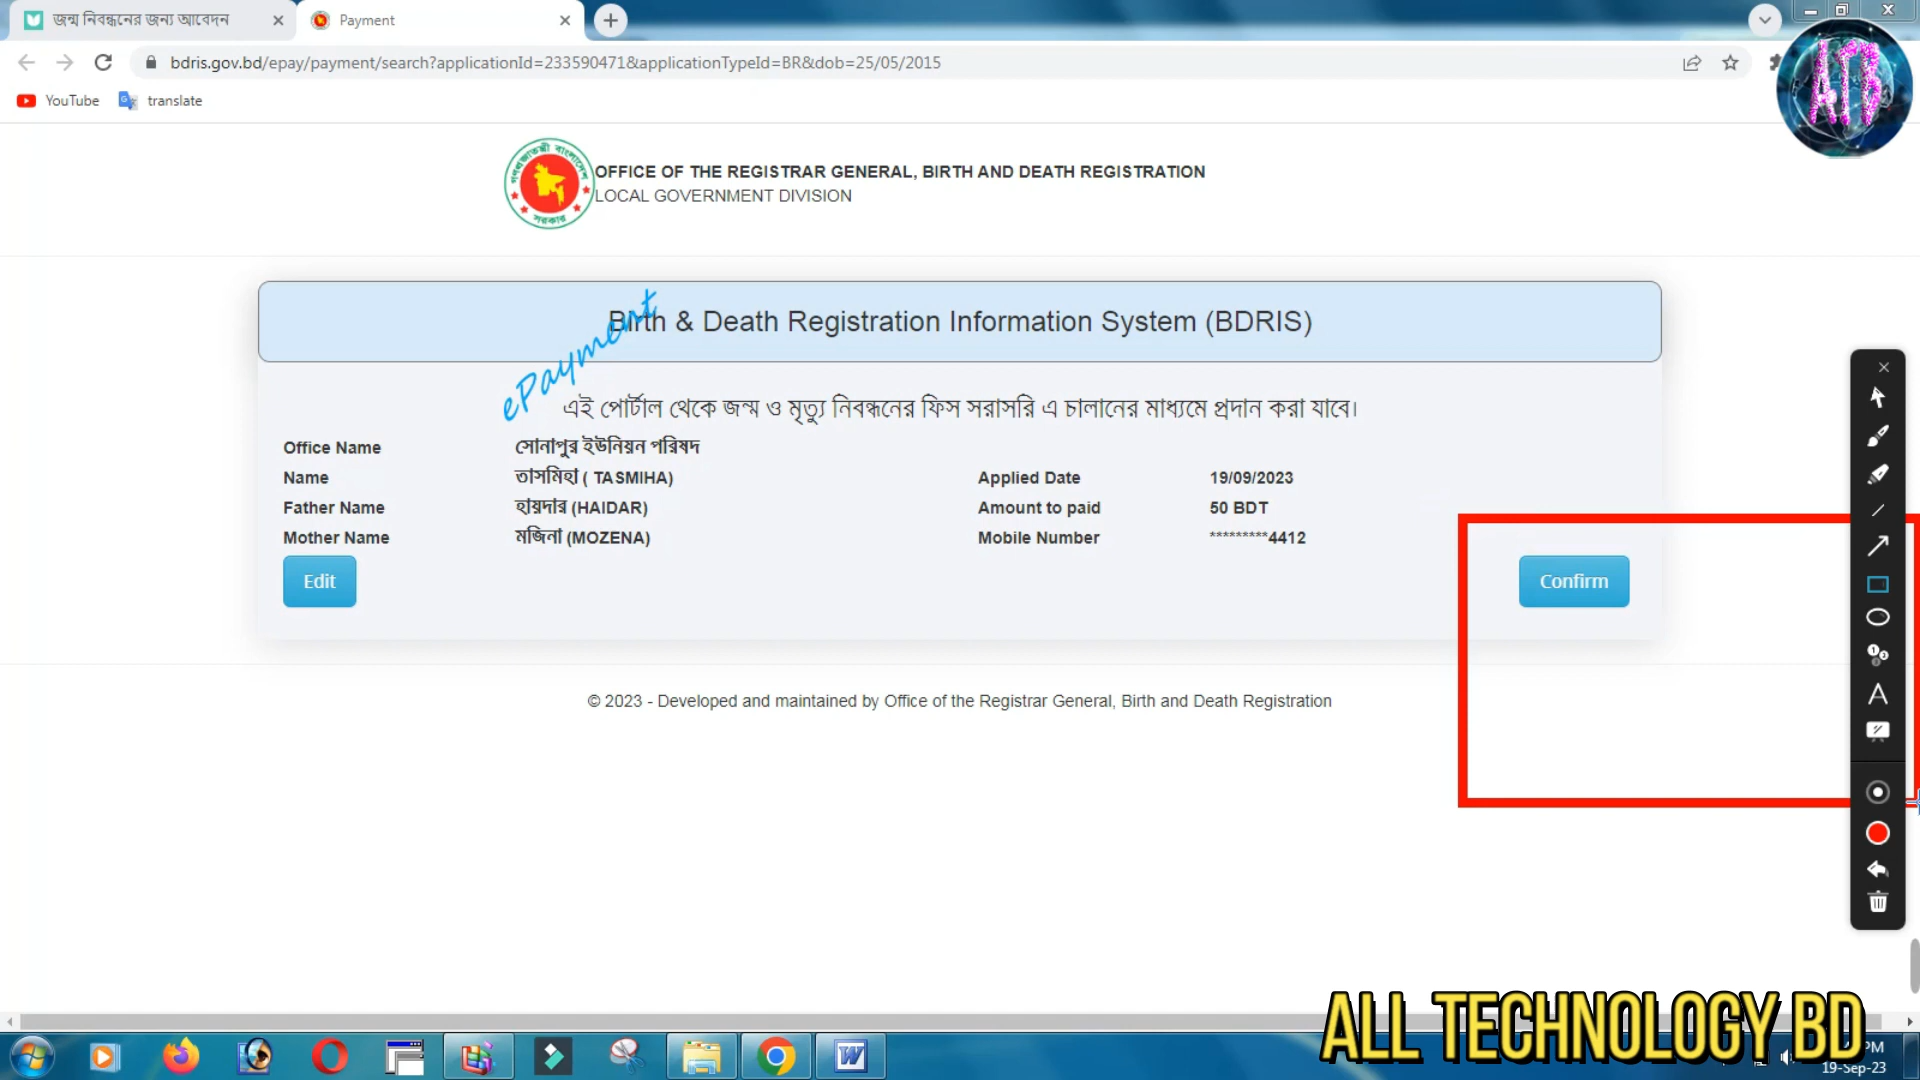 জন্ম নিবন্ধনের জন্য আবেদন
Payment
bdris.gov.bd/epay/payment/search?applicationId=233590471&applicationTypeId=BR&dob=25/05/2015
YouTube
translate
ATB
OFFICE OF THE REGISTRAR GENERAL, BIRTH AND DEATH REGISTRATION
LOCAL GOVERNMENT DIVISION
Birth & Death Registration Information System (BDRIS)
ePayment
এই পোর্টাল থেকে জন্ম ও মৃত্যু নিবন্ধনের ফিস সরাসরি এ চালানের মাধ্যমে প্রদান করা যাবে।
Office Name সোনাপুর ইউনিয়ন পরিষদ
Name তাসমিহা ( TASMIHA) Applied Date 19/09/2023
Father Name হায়দার (HAIDAR) Amount to paid 50 BDT
Mother Name মজিনা (MOZENA) Mobile Number *********4412
Edit Confirm
© 2023 - Developed and maintained by Office of the Registrar General, Birth and Death Registration
ALL TECHNOLOGY BD
PM
19-Sep-23